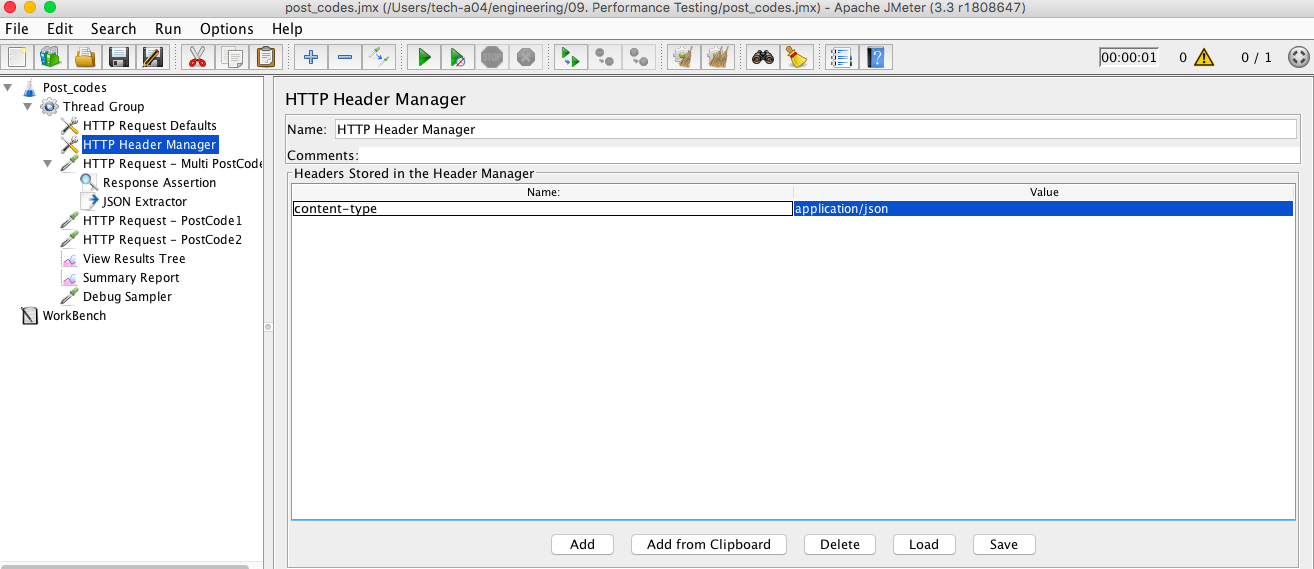 post_codes.jmx (/Users/tech-a04/engineering/09. Performance Testing/post_codes.jmx) - Apache JMeter (3.3 r1808647)
File Edit Search Run Options Help
00:00:01 0 0 / 1
Post_codes
Thread Group
HTTP Request Defaults
HTTP Header Manager
HTTP Request - Multi PostCode
Response Assertion
JSON Extractor
HTTP Request - PostCode1
HTTP Request - PostCode2
View Results Tree
Summary Report
Debug Sampler
WorkBench
HTTP Header Manager
Name: HTTP Header Manager
Comments:
Headers Stored in the Header Manager
Name: Value
content-type application/json
Add Add from Clipboard Delete Load Save